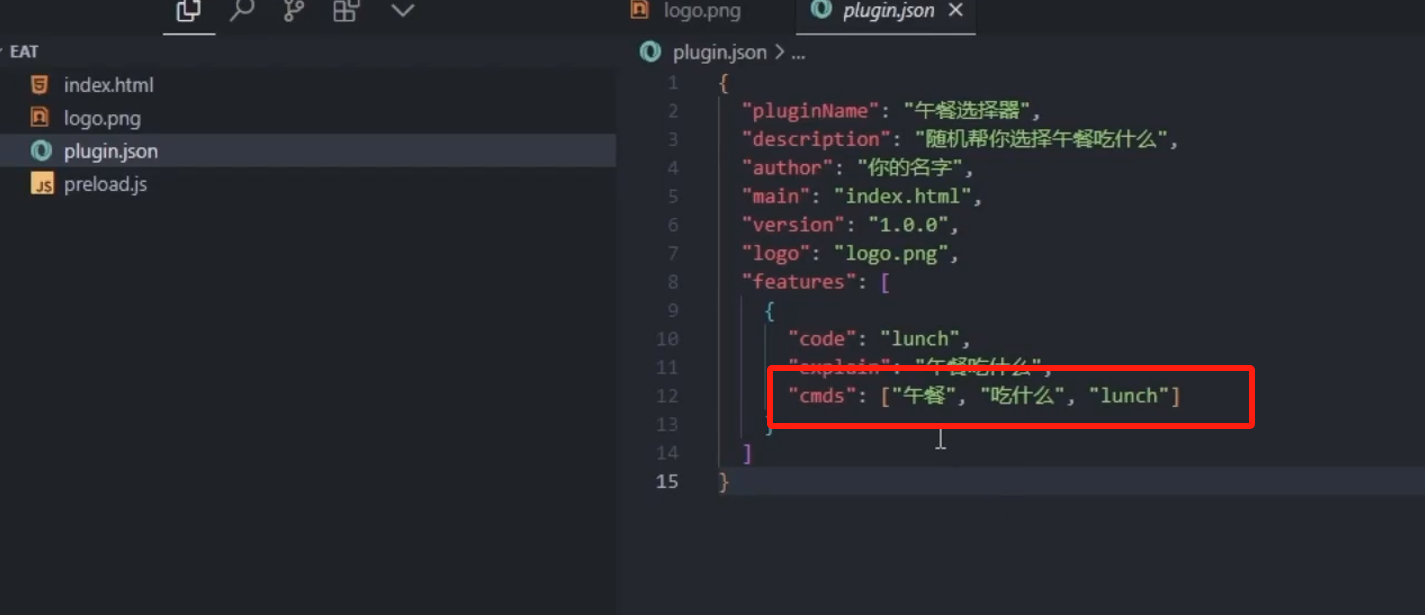 logo.png
plugin.json
EAT
index.html
logo.png
plugin.json
JS preload.js
plugin.json > ...
1 {
2 "pluginName": "午餐选择器",
3 "description": "随机帮你选择午餐吃什么",
4 "author": "你的名字",
5 "main": "index.html",
6 "version": "1.0.0",
7 "logo": "logo.png",
8 "features": [
9 {
10 "code": "lunch",
11 "explain": "午餐吃什么",
12 "cmds": ["午餐", "吃什么", "lunch"]
13 }
14 ]
15 }